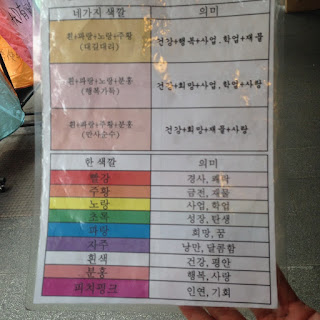 네가지 색깔 의미
흰+파랑+노랑+주황 건강+행복+사업.학업+재물
(대길대리)
흰+파랑+노랑+분홍 건강+희망+사업.학업+사랑
(행복가득)
흰+파랑+주황+분홍 건강+희망+재물+사랑
(만사순수)
한 색깔 의미
빨강 경사, 쾌락
주황 금전, 재물
노랑 사업, 학업
초록 성장, 탄생
파랑 희망, 꿈
자주 낭만, 달콤함
흰색 건강, 평안
분홍 행복, 사랑
피치핑크 인연, 기회